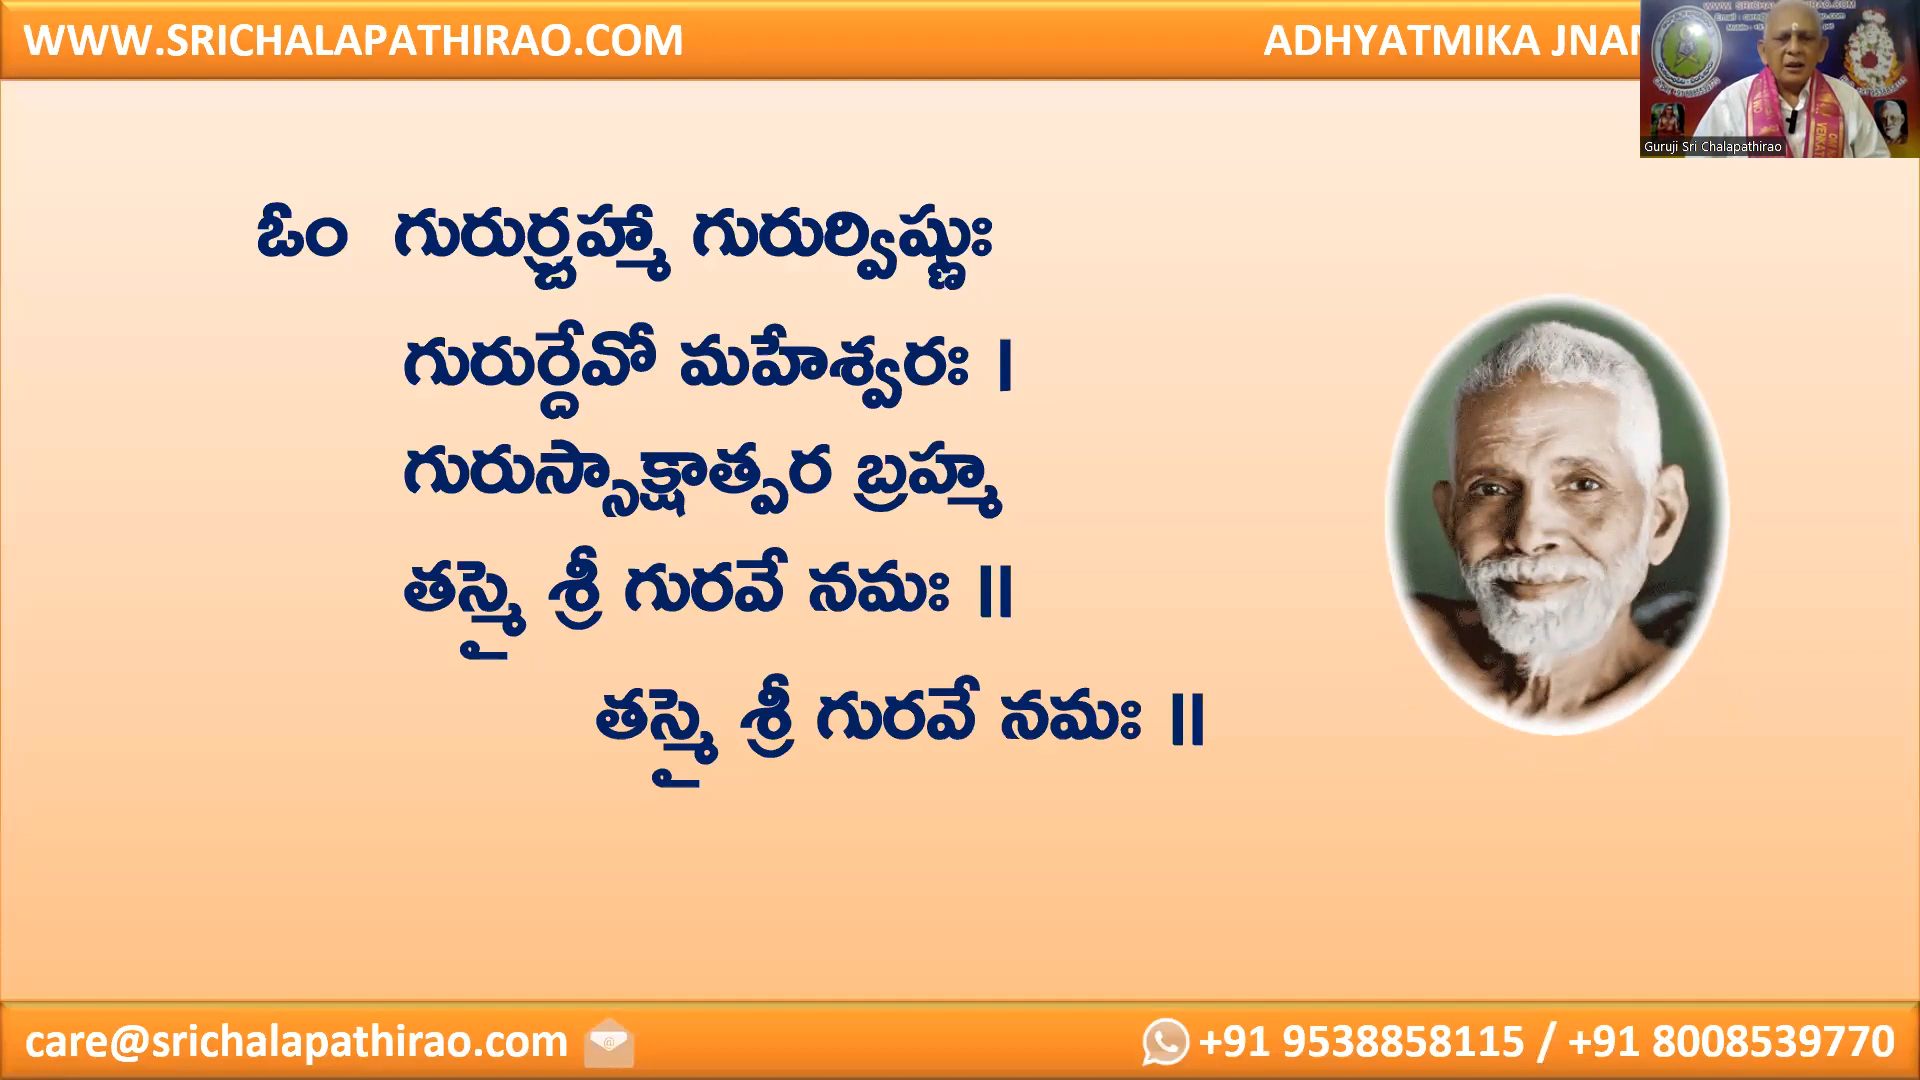 WWW.SRICHALAPATHIRAO.COM
ADHYATMIKA JNAN
Guruji Sri Chalapathirao
ఓం గురుర్బ్రహ్మా గురుర్విష్ణుః
గురుర్దేవో మహేశ్వరః ।
గురుస్సాక్షాత్పర బ్రహ్మ
తస్మై శ్రీ గురవే నమః ॥
తస్మై శ్రీ గురవే నమః ॥
care@srichalapathirao.com
+91 9538858115 / +91 8008539770